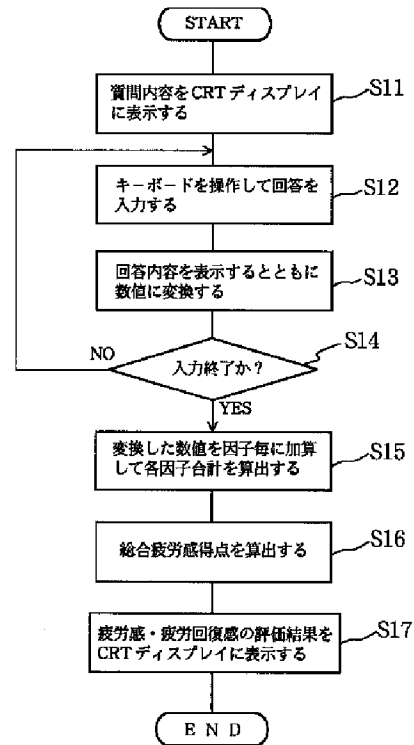 START
質問内容をCRTディスプレイ
に表示する
S11
キーボードを操作して回答を
入力する
S12
回答内容を表示するとともに
数値に変換する
S13
入力終了か?
S14
NO
YES
変換した数値を因子毎に加算
して各因子合計を算出する
S15
総合疲労感得点を算出する
S16
疲労感・疲労回復感の評価結果を
CRTディスプレイに表示する
S17
E N D